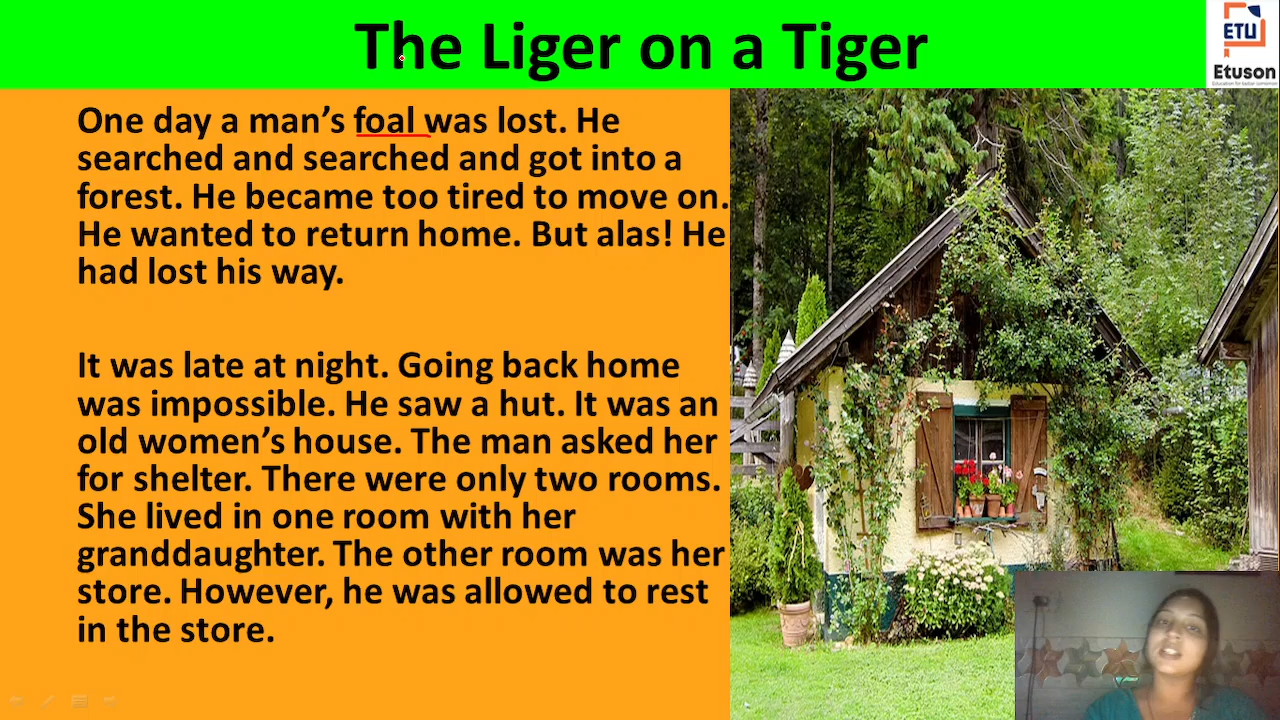 The Liger on a Tiger
ETU
Etuson
One day a man's foal was lost. He
searched and searched and got into a
forest. He became too tired to move on.
He wanted to return home. But alas! He
had lost his way.
It was late at night. Going back home
was impossible. He saw a hut. It was an
old women's house. The man asked her
for shelter. There were only two rooms.
She lived in one room with her
granddaughter. The other room was her
store. However, he was allowed to rest
in the store.